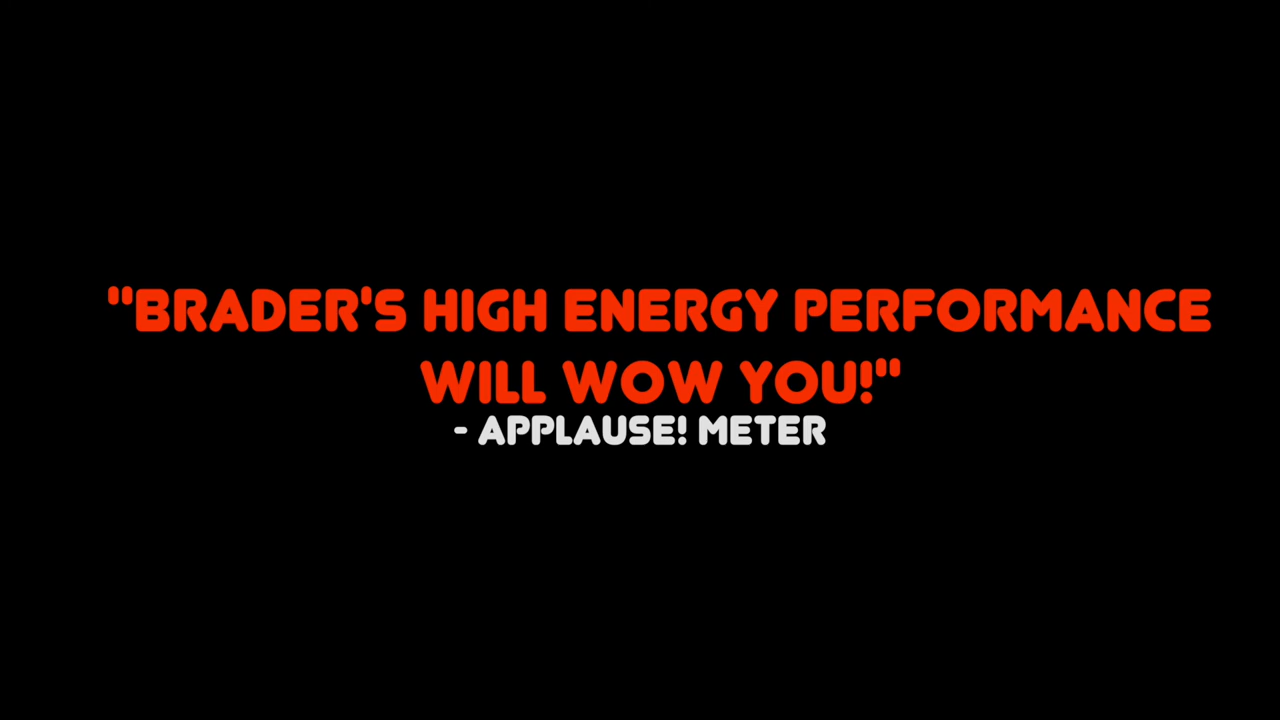 "BRADER'S HIGH ENERGY PERFORMANCE
WILL WOW YOU!"
- APPLAUSE! METER